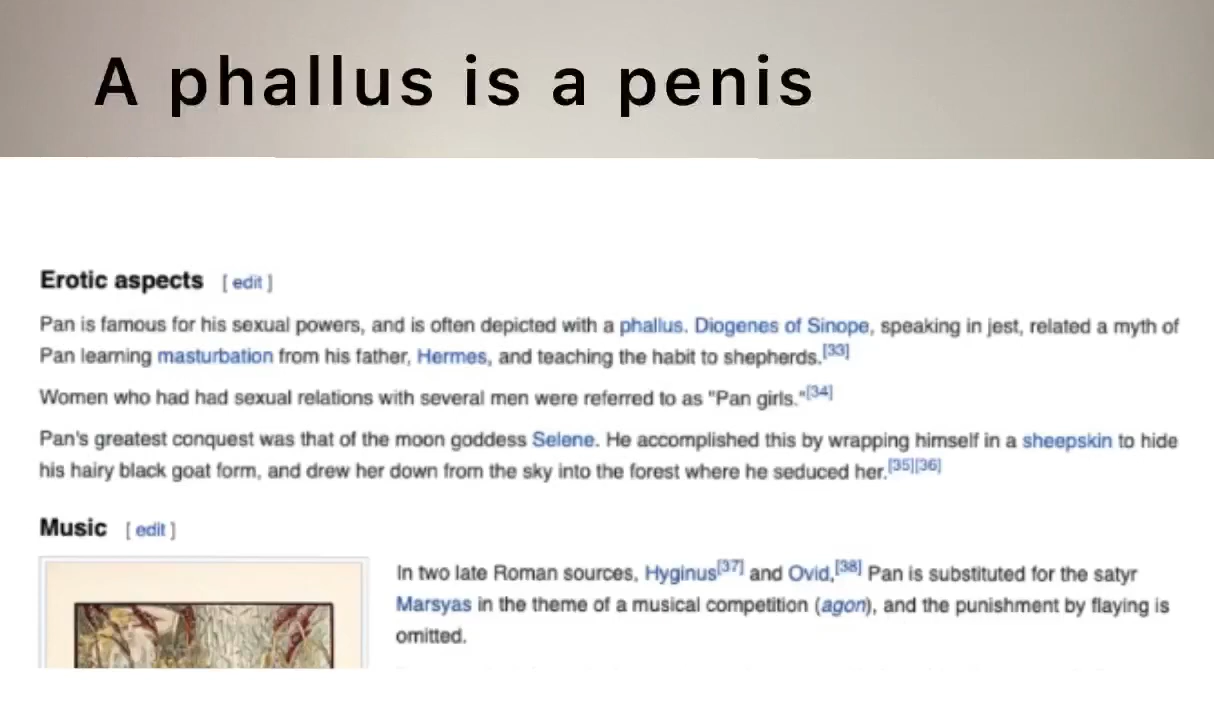 A phallus is a penis
Erotic aspects [ edit ]
Pan is famous for his sexual powers, and is often depicted with a phallus. Diogenes of Sinope, speaking in jest, related a myth of
Pan learning masturbation from his father, Hermes, and teaching the habit to shepherds.[33]
Women who had had sexual relations with several men were referred to as "Pan girls."[34]
Pan's greatest conquest was that of the moon goddess Selene. He accomplished this by wrapping himself in a sheepskin to hide
his hairy black goat form, and drew her down from the sky into the forest where he seduced her.[35][36]
Music [ edit ]
In two late Roman sources, Hyginus[37] and Ovid,[38] Pan is substituted for the satyr
Marsyas in the theme of a musical competition (agon), and the punishment by flaying is
omitted.